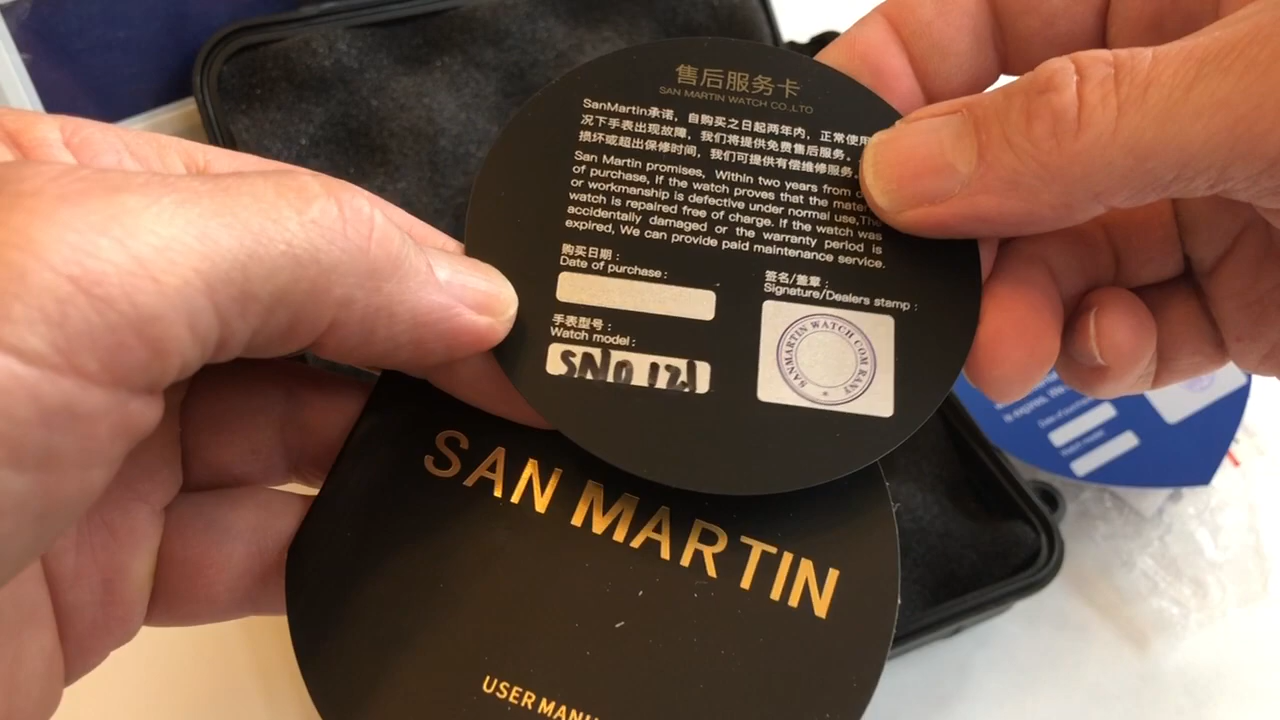 售后服务卡
SAN MARTIN WATCH CO.,LTO
SanMartin承诺，自购买之日起两年内，正常使用
况下手表出现故障，我们将提供免费售后服务。
损坏或超出保修时间，我们可提供有偿维修服务。
San Martin promises, Within two years from
of purchase, If the watch proves that the
or workmanship is defective under normal use,The
watch is repaired free of charge. If the watch was
accidentally damaged or the warranty period is
expired, We can provide paid maintenance service.
购买日期：
Date of purchase:
手表型号：
Watch model:
SN0121
签名/盖章：
Signature/Dealers stamp:
SANMARTIN WATCH COM RANY
SAN MARTIN
USER
Date of purchase:
Watch model: